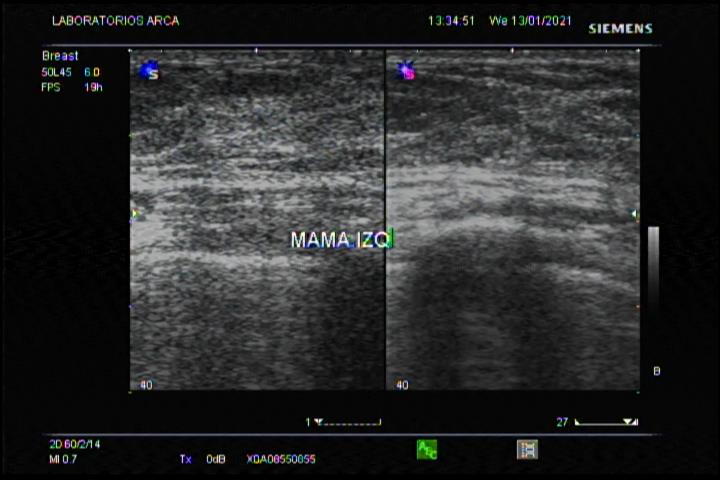 LABORATORIOS ARCA
13:34:51 We 13/01/2021
SIEMENS
Breast
50L45 6.0
FPS 19h
S
S
MAMA IZQ
B
40
40
1
27
2D 60/2/14
MI 0.7
Tx 0dB XDA08550855